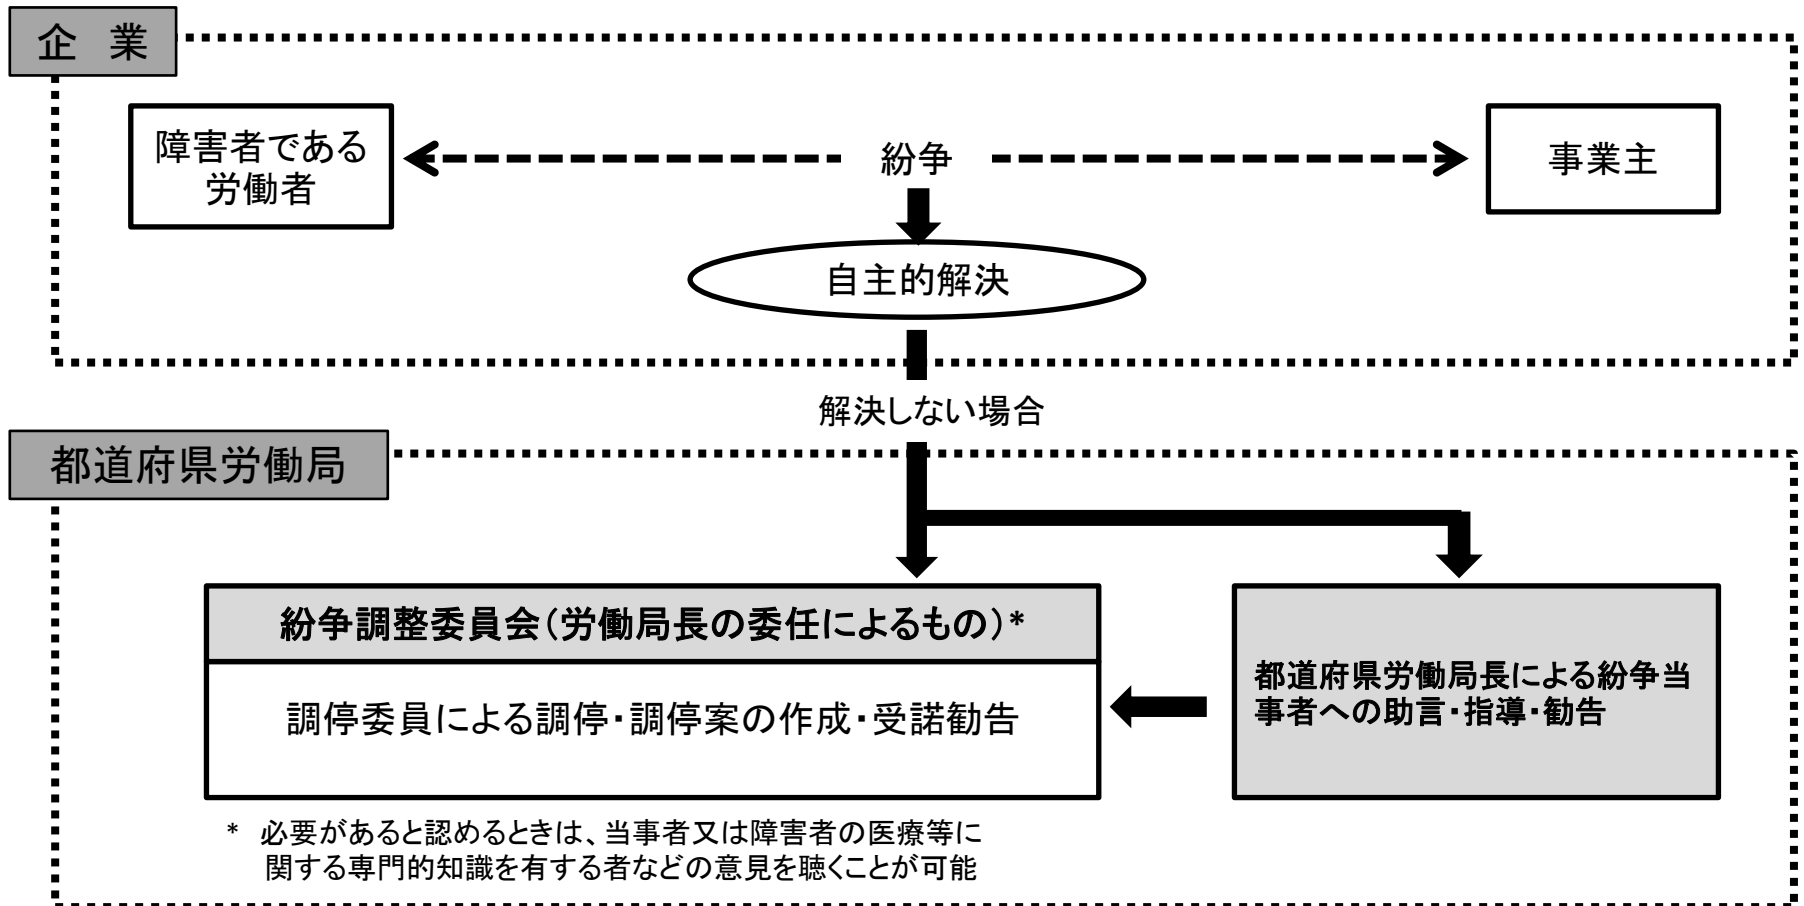 企　業
障害者である
労働者
紛争
事業主
自主的解決
解決しない場合
都道府県労働局
紛争調整委員会(労働局長の委任によるもの)*
調停委員による調停・調停案の作成・受諾勧告
都道府県労働局長による紛争当
事者への助言・指導・勧告
*　必要があると認めるときは、当事者又は障害者の医療等に
関する専門的知識を有する者などの意見を聴くことが可能